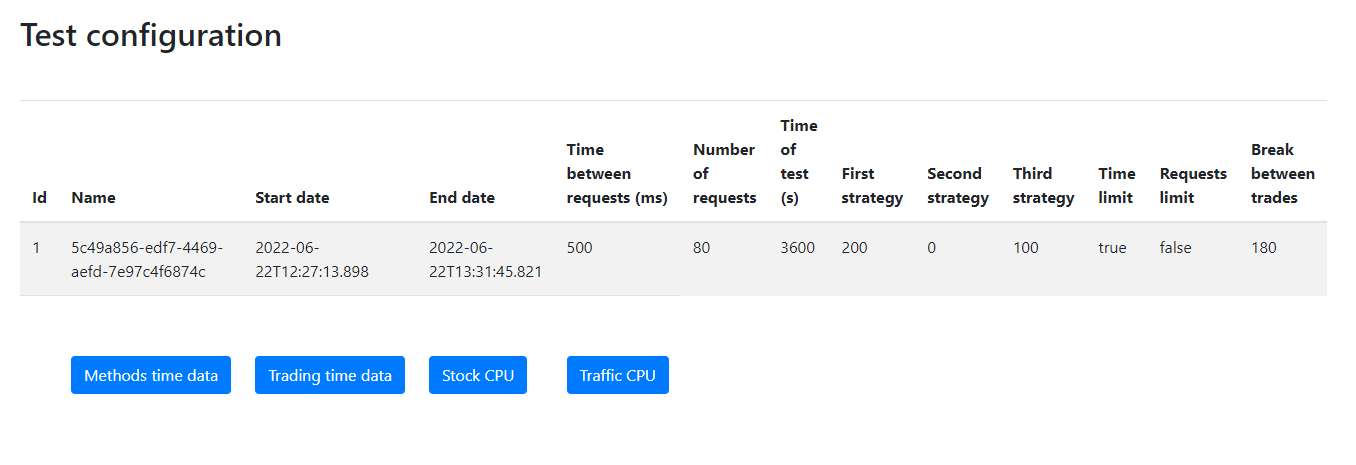 Test configuration
Id Name Start date End date Time between requests (ms) Number of requests Time of test (s) First strategy Second strategy Third strategy Time limit Requests limit Break between trades
1 5c49a856-edf7-4469-aefd-7e97c4f6874c 2022-06-22T12:27:13.898 2022-06-22T13:31:45.821 500 80 3600 200 0 100 true false 180
Methods time data Trading time data Stock CPU Traffic CPU